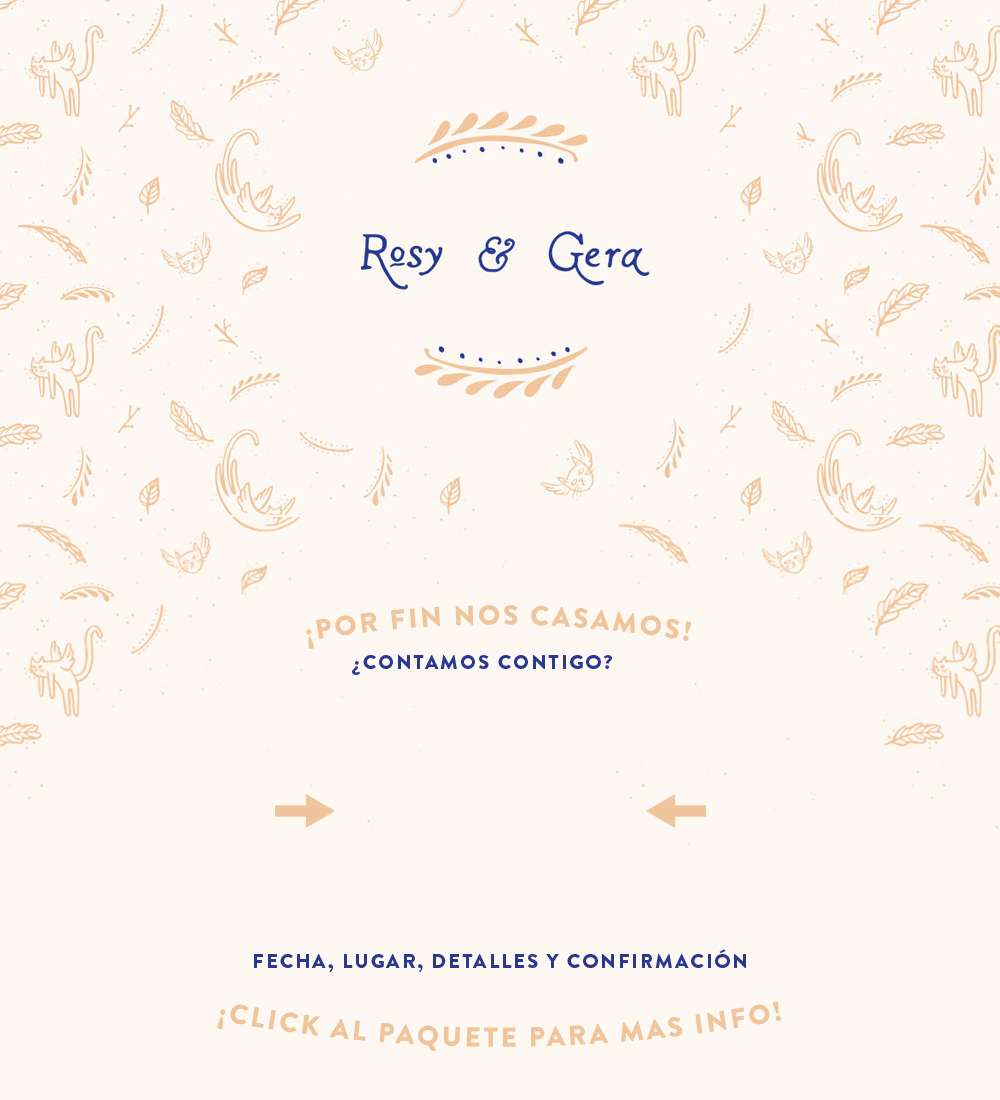 Rosy & Gera
¡POR FIN NOS CASAMOS!
¿CONTAMOS CONTIGO?
FECHA, LUGAR, DETALLES Y CONFIRMACIÓN
¡CLICK AL PAQUETE PARA MAS INFO!